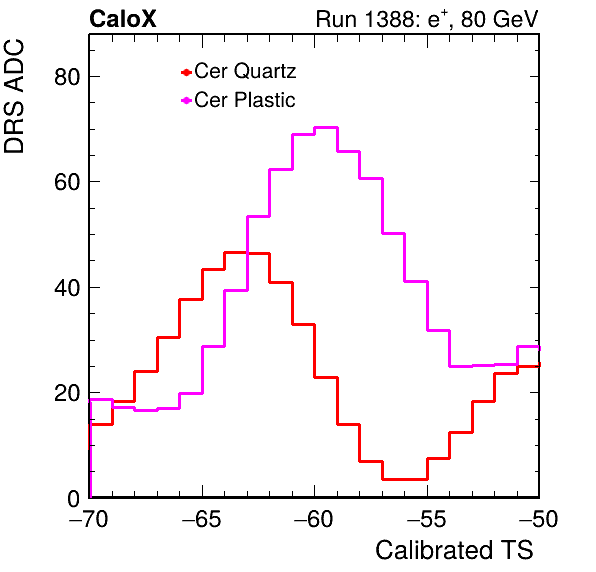 CaloX Run 1388: e⁺, 80 GeV
DRS ADC
Cer Quartz
Cer Plastic
80
60
40
20
0
−70 −65 −60 −55 −50
Calibrated TS